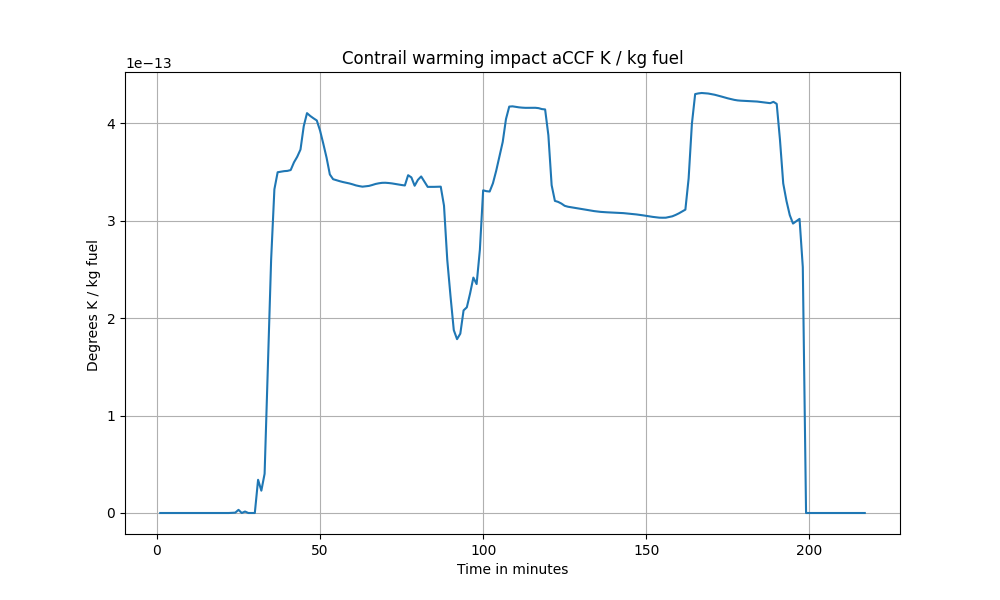 Contrail warming impact aCCF K / kg fuel
1e−13
Degrees K / kg fuel
4
3
2
1
0
0 50 100 150 200
Time in minutes